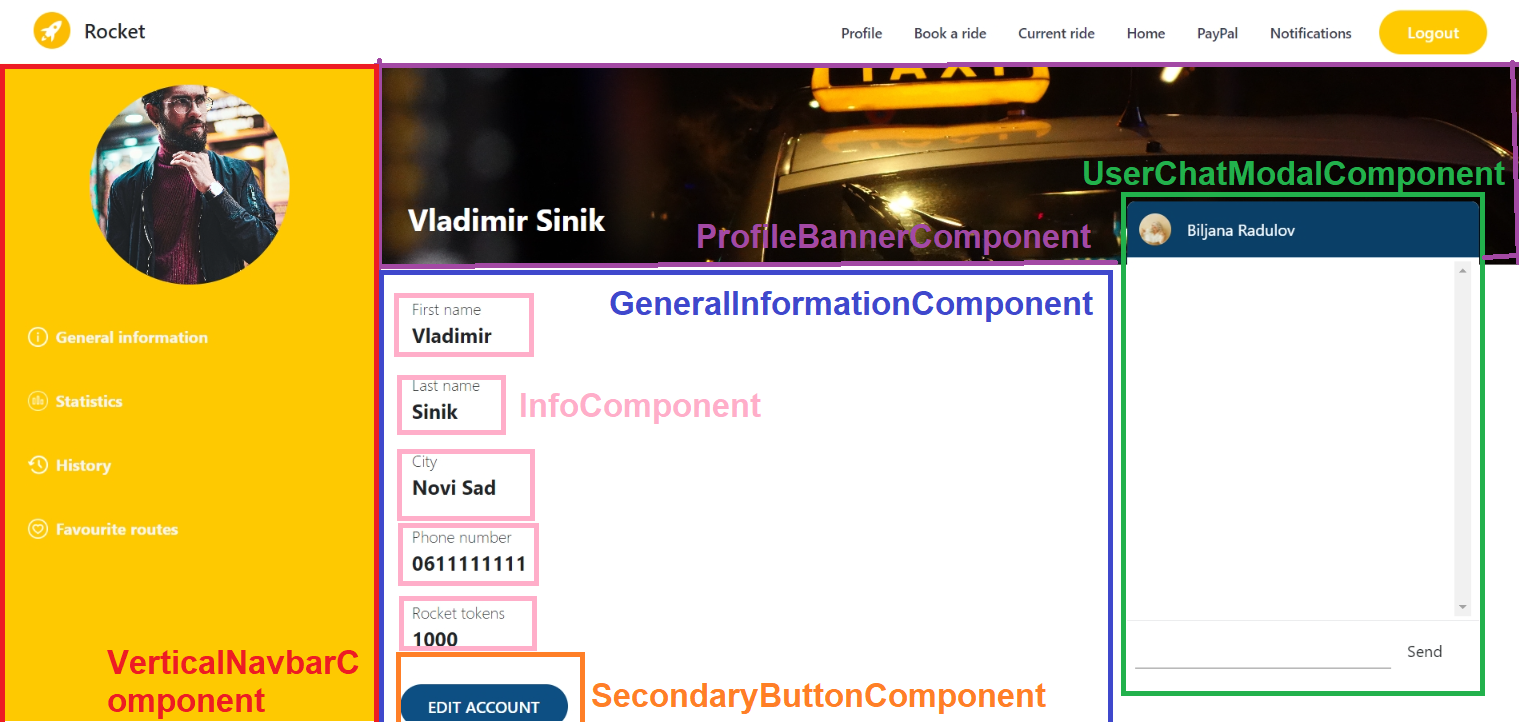 Rocket
Profile
Book a ride
Current ride
Home
PayPal
Notifications
Logout
TAXI
UserChatModalComponent
Vladimir Sinik
ProfileBannerComponent
Biljana Radulov
GeneralInformationComponent
First name
Vladimir
General information
Last name
Sinik
InfoComponent
Statistics
City
Novi Sad
History
Phone number
0611111111
Favourite routes
Rocket tokens
1000
Send
VerticalNavbarC
omponent
SecondaryButtonComponent
EDIT ACCOUNT